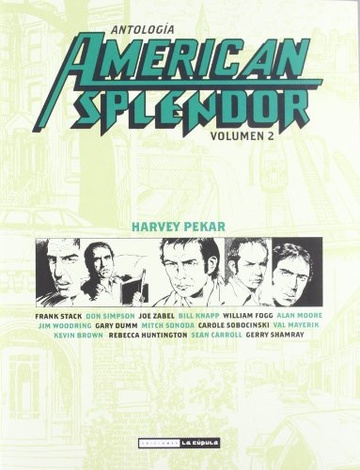 ANTOLOGÍA
AMERICAN
SPLENDOR
VOLUMEN 2
HARVEY PEKAR
FRANK STACK DON SIMPSON JOE ZABEL BILL KNAPP WILLIAM FOGG ALAN MOORE
JIM WOODRING GARY DUMM MITCH SONODA CAROLE SOBOCINSKI VAL MAYERIK
KEVIN BROWN REBECCA HUNTINGTON SEAN CARROLL GERRY SHAMRAY
EDICIONES LA CÚPULA